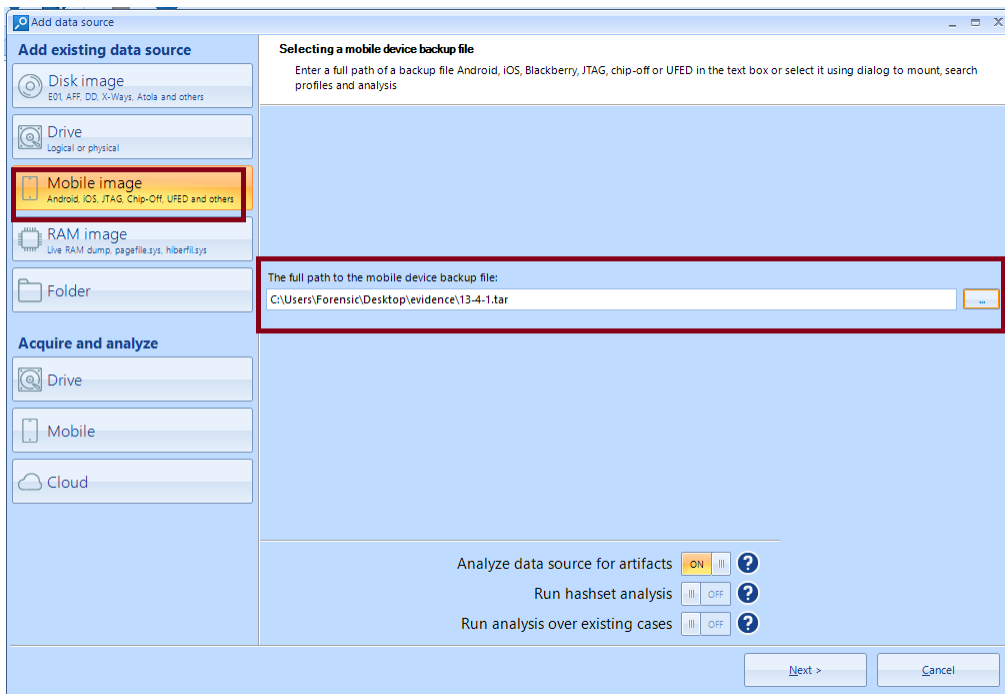 Add data source
Add existing data source
Disk image
E01, AFF, DD, X-Ways, Atola and others
Drive
Logical or physical
Mobile image
Android, iOS, JTAG, Chip-Off, UFED and others
RAM image
Live RAM dump, pagefile.sys, hiberfil.sys
Folder
Acquire and analyze
Drive
Mobile
Cloud
Selecting a mobile device backup file
Enter a full path of a backup file Android, iOS, Blackberry, JTAG, chip-off or UFED in the text box or select it using dialog to mount, search
profiles and analysis
The full path to the mobile device backup file:
C:\Users\Forensic\Desktop\evidence\13-4-1.tar
...
Analyze data source for artifacts ON ?
Run hashset analysis OFF ?
Run analysis over existing cases OFF ?
Next > Cancel